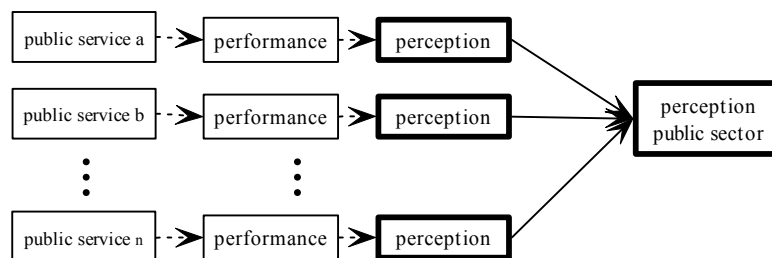 public service a
performance
perception
public service b
performance
perception
perception
public sector
public service n
performance
perception